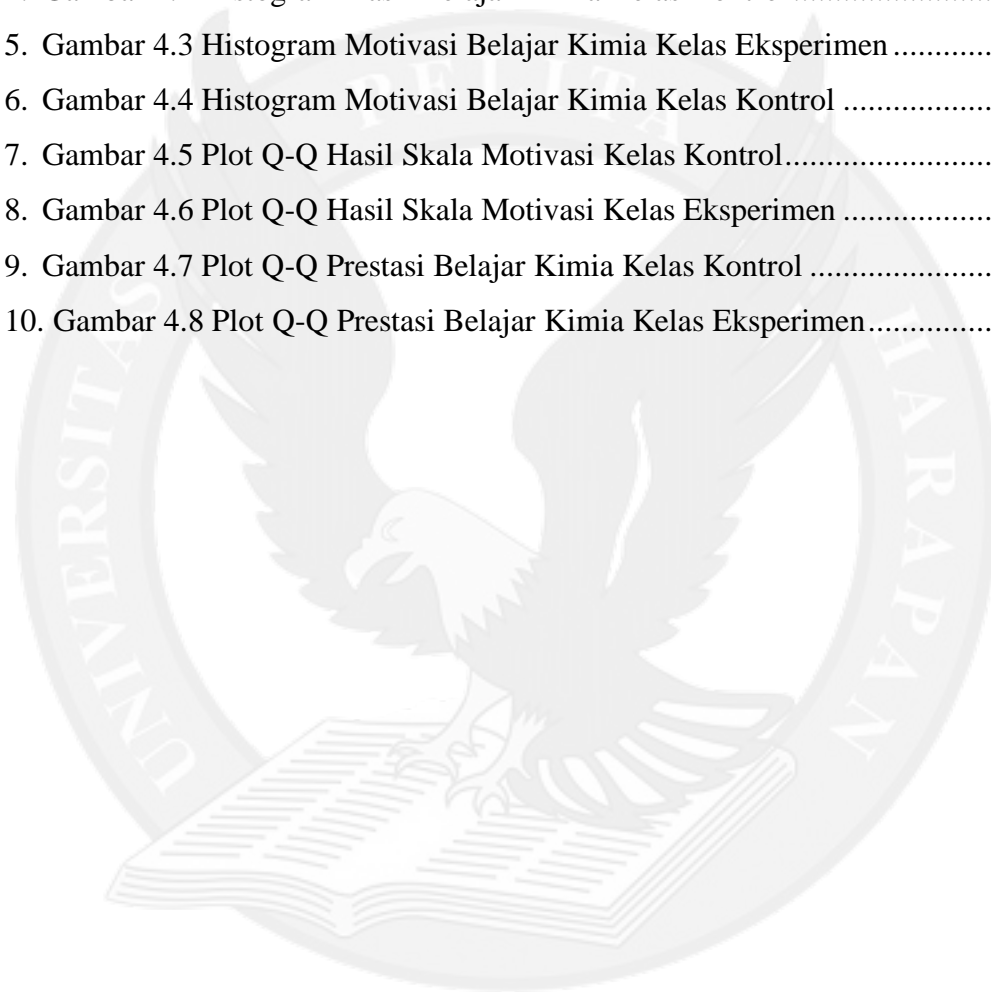 5. Gambar 4.3 Histogram Motivasi Belajar Kimia Kelas Eksperimen ............
6. Gambar 4.4 Histogram Motivasi Belajar Kimia Kelas Kontrol ..................
7. Gambar 4.5 Plot Q-Q Hasil Skala Motivasi Kelas Kontrol.........................
8. Gambar 4.6 Plot Q-Q Hasil Skala Motivasi Kelas Eksperimen ..................
9. Gambar 4.7 Plot Q-Q Prestasi Belajar Kimia Kelas Kontrol ......................
10. Gambar 4.8 Plot Q-Q Prestasi Belajar Kimia Kelas Eksperimen...............
UNIVERSITAS PELITA HARAPAN